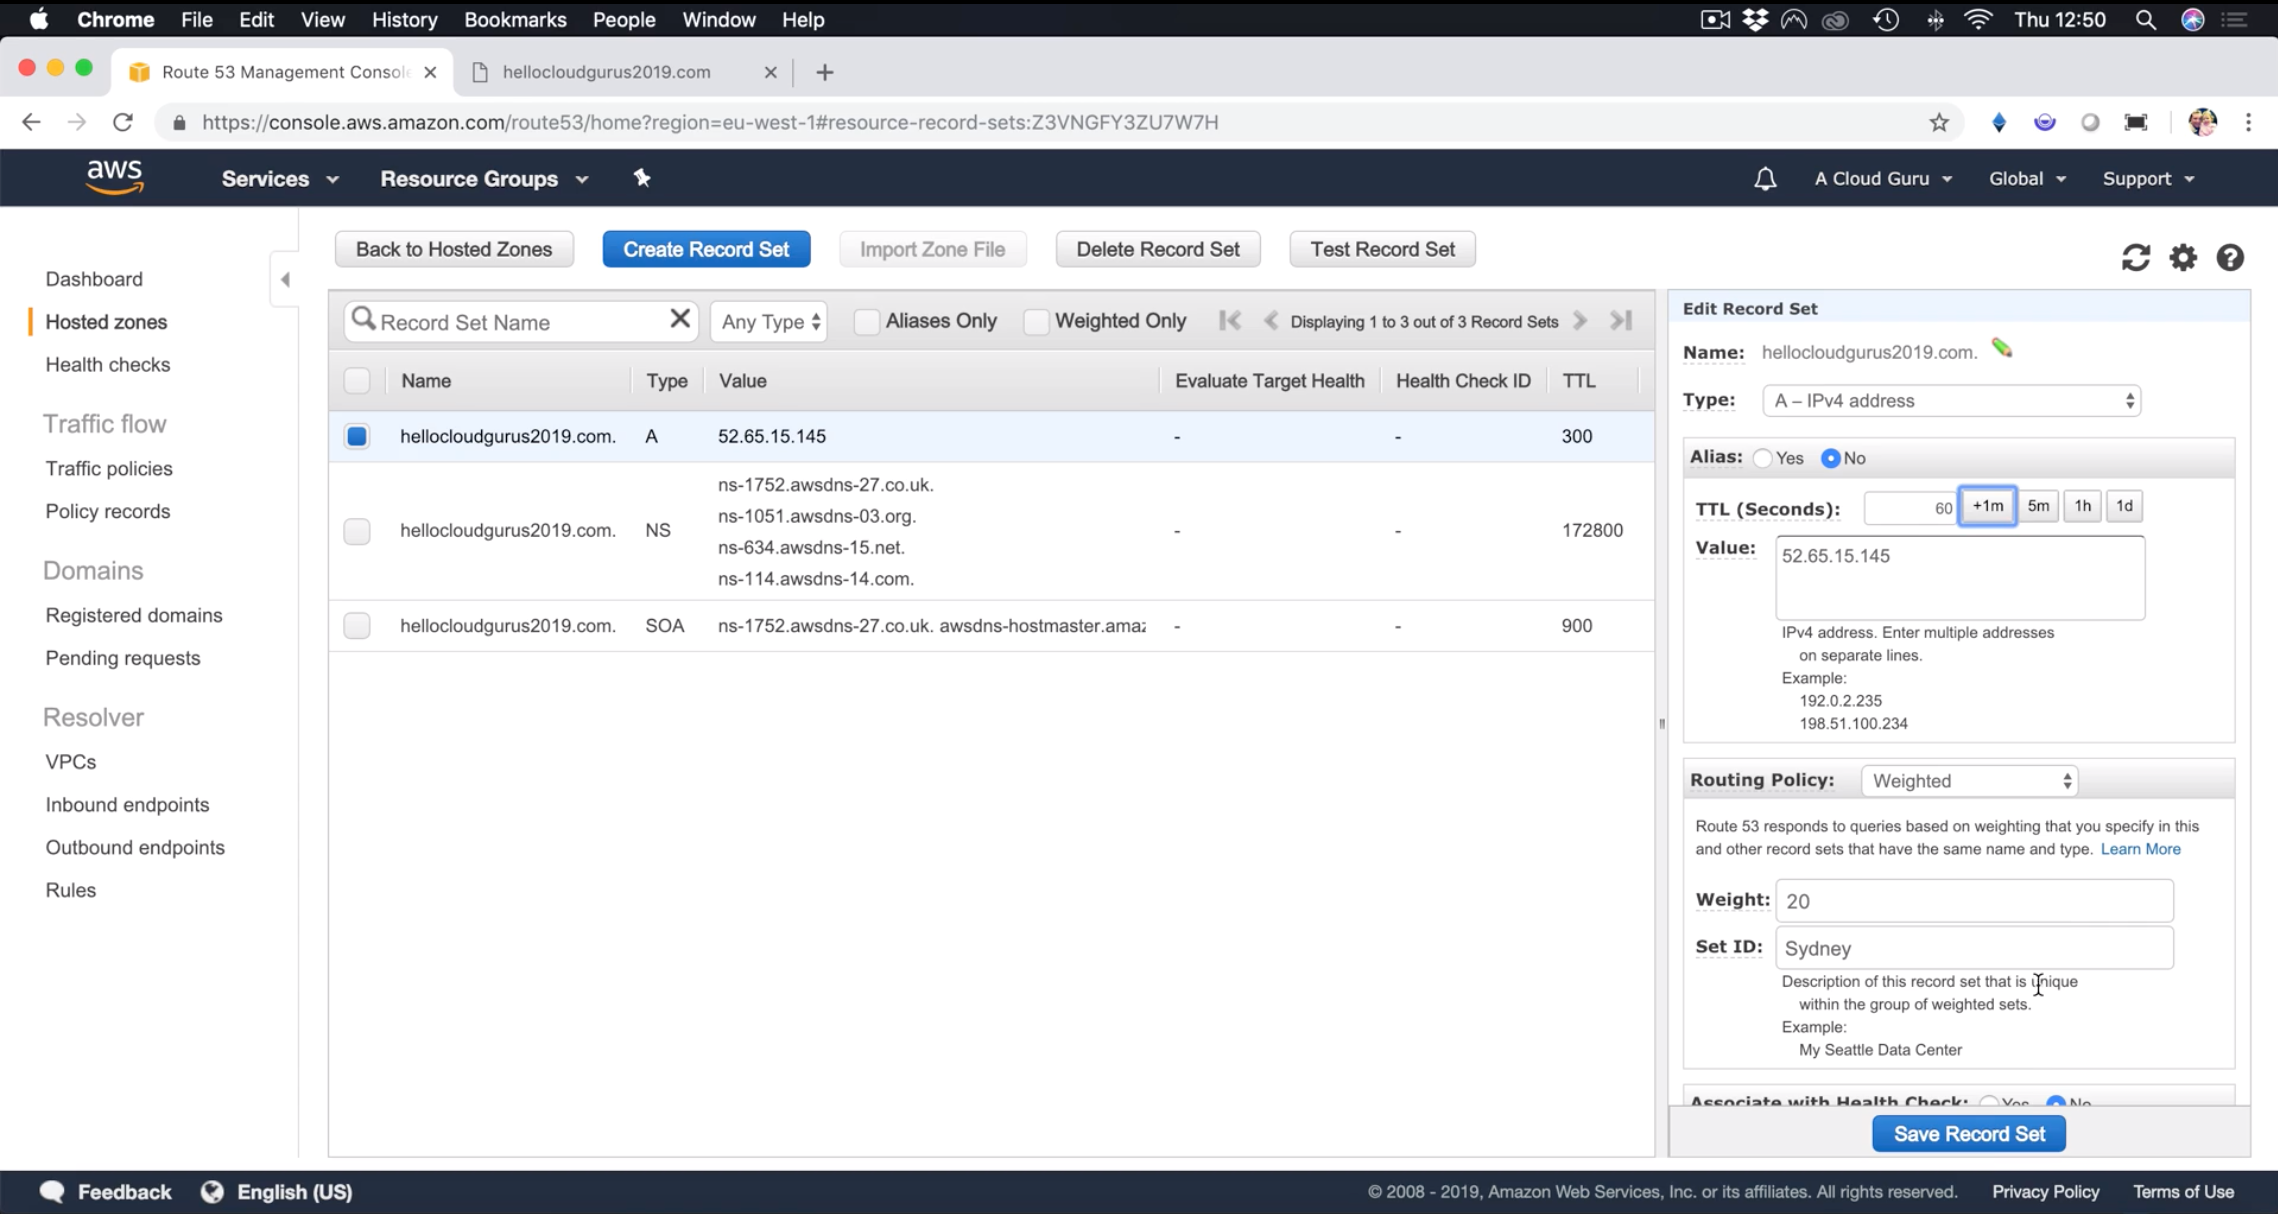 Chrome File Edit View History Bookmarks People Window Help Thu 12:50
Route 53 Management Console hellocloudgurus2019.com
https://console.aws.amazon.com/route53/home?region=eu-west-1#resource-record-sets:Z3VNGFY3ZU7W7H
aws Services Resource Groups A Cloud Guru Global Support
Dashboard
Hosted zones
Health checks
Traffic flow
Traffic policies
Policy records
Domains
Registered domains
Pending requests
Resolver
VPCs
Inbound endpoints
Outbound endpoints
Rules
Back to Hosted Zones Create Record Set Import Zone File Delete Record Set Test Record Set
Record Set Name Any Type Aliases Only Weighted Only Displaying 1 to 3 out of 3 Record Sets
Name Type Value Evaluate Target Health Health Check ID TTL
hellocloudgurus2019.com. A 52.65.15.145 - - 300
ns-1752.awsdns-27.co.uk.
ns-1051.awsdns-03.org.
hellocloudgurus2019.com. NS - - 172800
ns-634.awsdns-15.net.
ns-114.awsdns-14.com.
hellocloudgurus2019.com. SOA ns-1752.awsdns-27.co.uk. awsdns-hostmaster.amaz - - 900
Edit Record Set
Name: hellocloudgurus2019.com.
Type: A – IPv4 address
Alias: Yes No
TTL (Seconds): 60 +1m 5m 1h 1d
Value: 52.65.15.145
IPv4 address. Enter multiple addresses
on separate lines.
Example:
192.0.2.235
198.51.100.234
Routing Policy: Weighted
Route 53 responds to queries based on weighting that you specify in this
and other record sets that have the same name and type. Learn More
Weight: 20
Set ID: Sydney
Description of this record set that is unique
within the group of weighted sets.
Example:
My Seattle Data Center
Associate with Health Check: Yes No
Save Record Set
Feedback English (US) © 2008 - 2019, Amazon Web Services, Inc. or its affiliates. All rights reserved. Privacy Policy Terms of Use